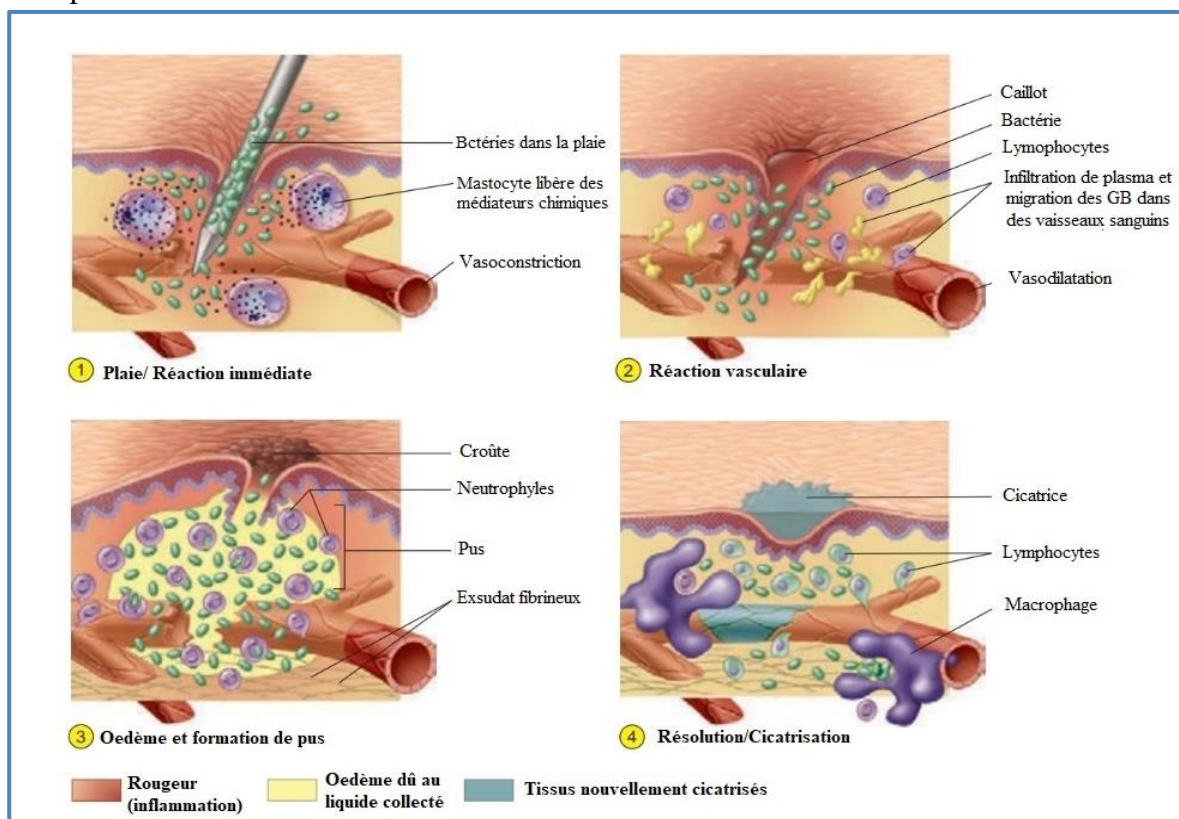 Bctéries dans la plaie
Mastocyte libère des
médiateurs chimiques
Vasoconstriction
1 Plaie/ Réaction immédiate
Caillot
Bactérie
Lymophocytes
Infiltration de plasma et
migration des GB dans
des vaisseaux sanguins
Vasodilatation
2 Réaction vasculaire
Croûte
Neutrophyles
Pus
Exsudat fibrineux
3 Oedème et formation de pus
Cicatrice
Lymphocytes
Macrophage
4 Résolution/Cicatrisation
Rougeur
(inflammation)
Oedème dû au
liquide collecté
Tissus nouvellement cicatrisés